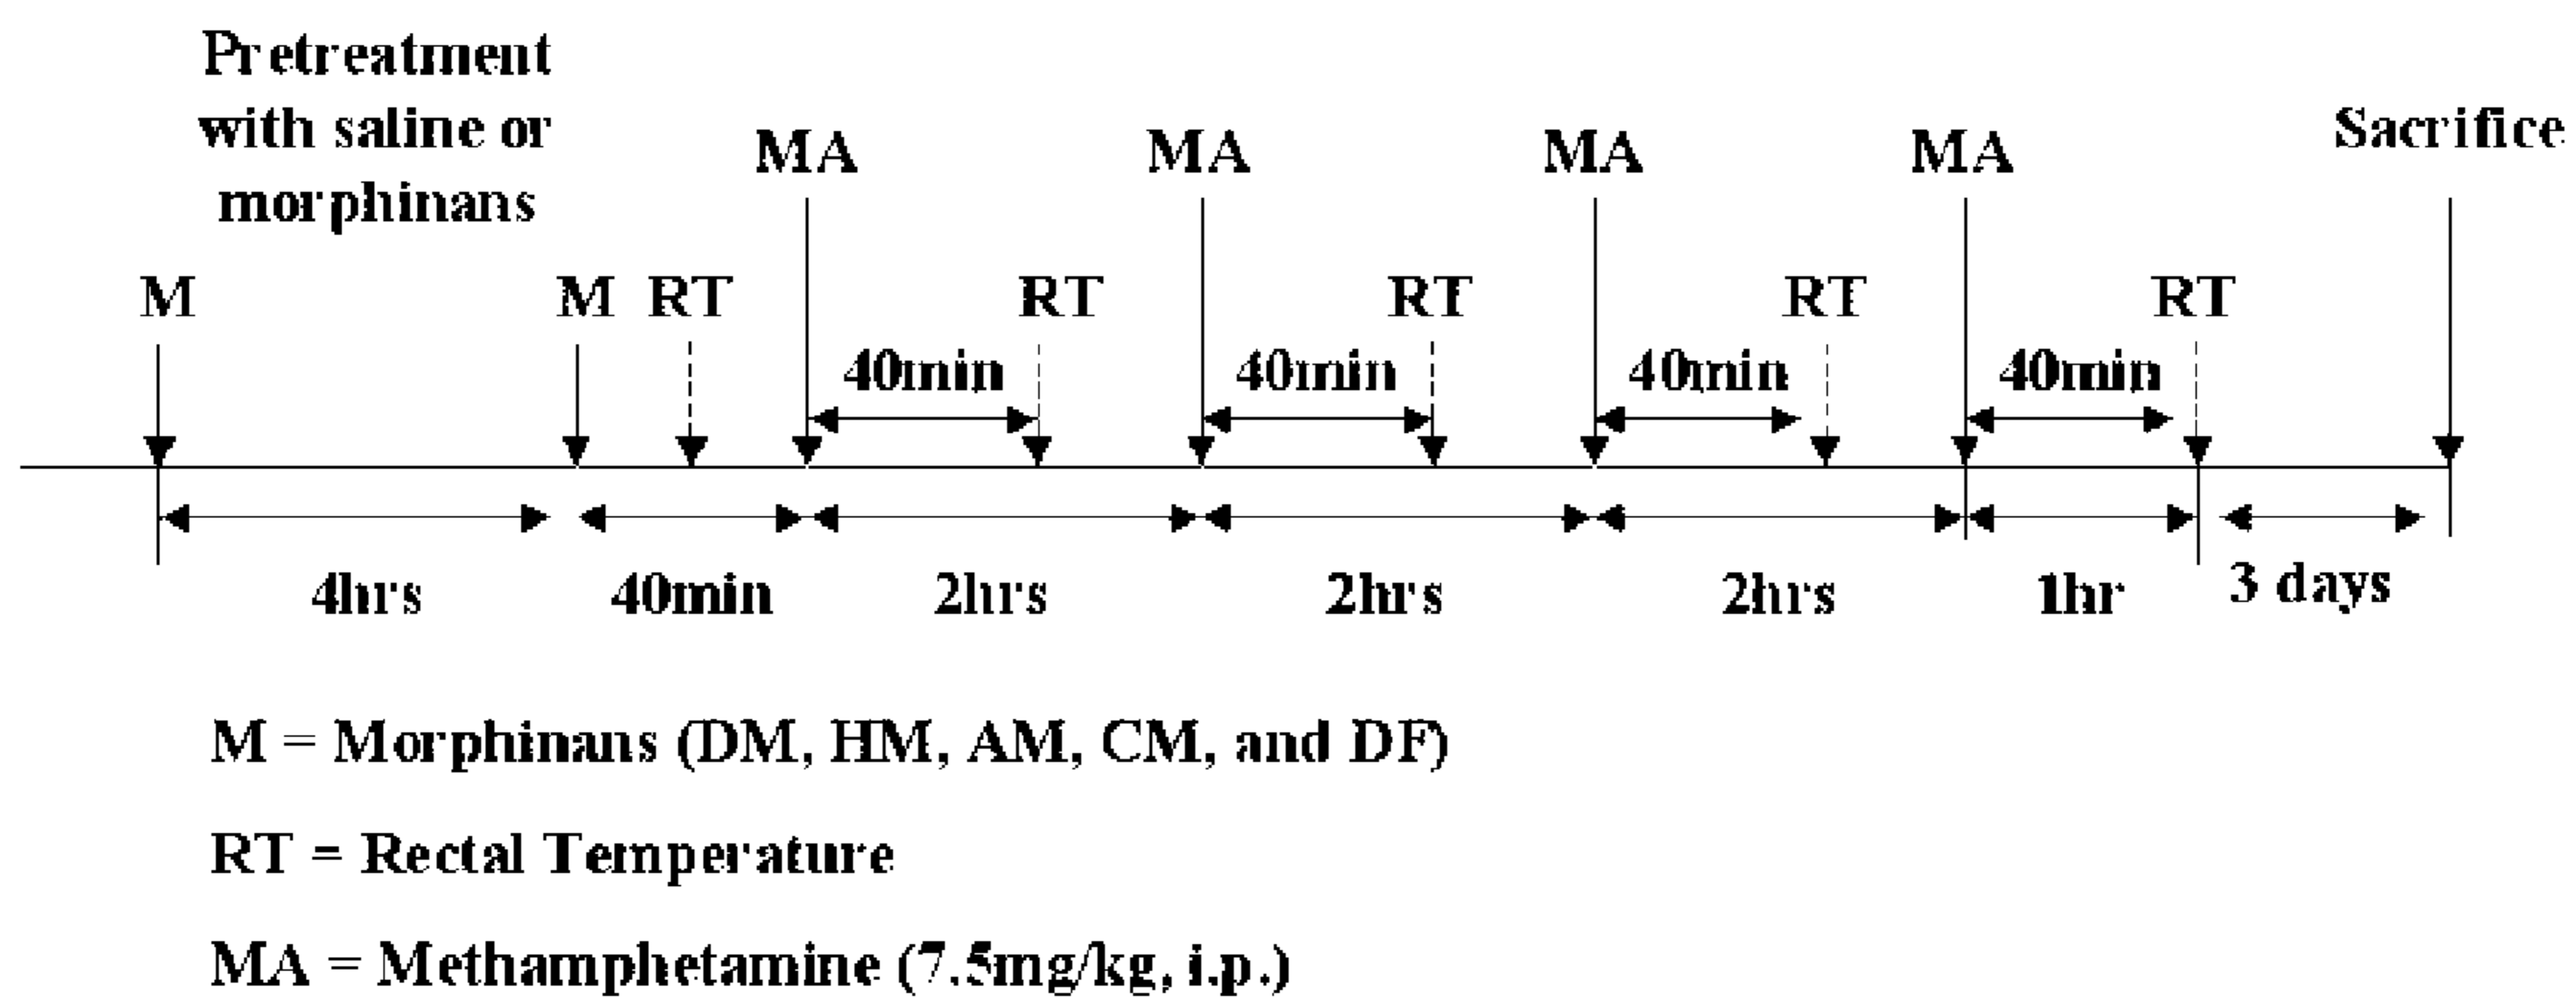 Pretreatment
with saline or
morphinans
MA MA MA MA Sacrifice
M M RT RT RT RT RT
40min 40min 40min 40min
4hrs 40min 2hrs 2hrs 2hrs 1hr 3 days
M = Morphinans (DM, HM, AM, CM, and DF)
RT = Rectal Temperature
MA = Methamphetamine (7.5mg/kg, i.p.)